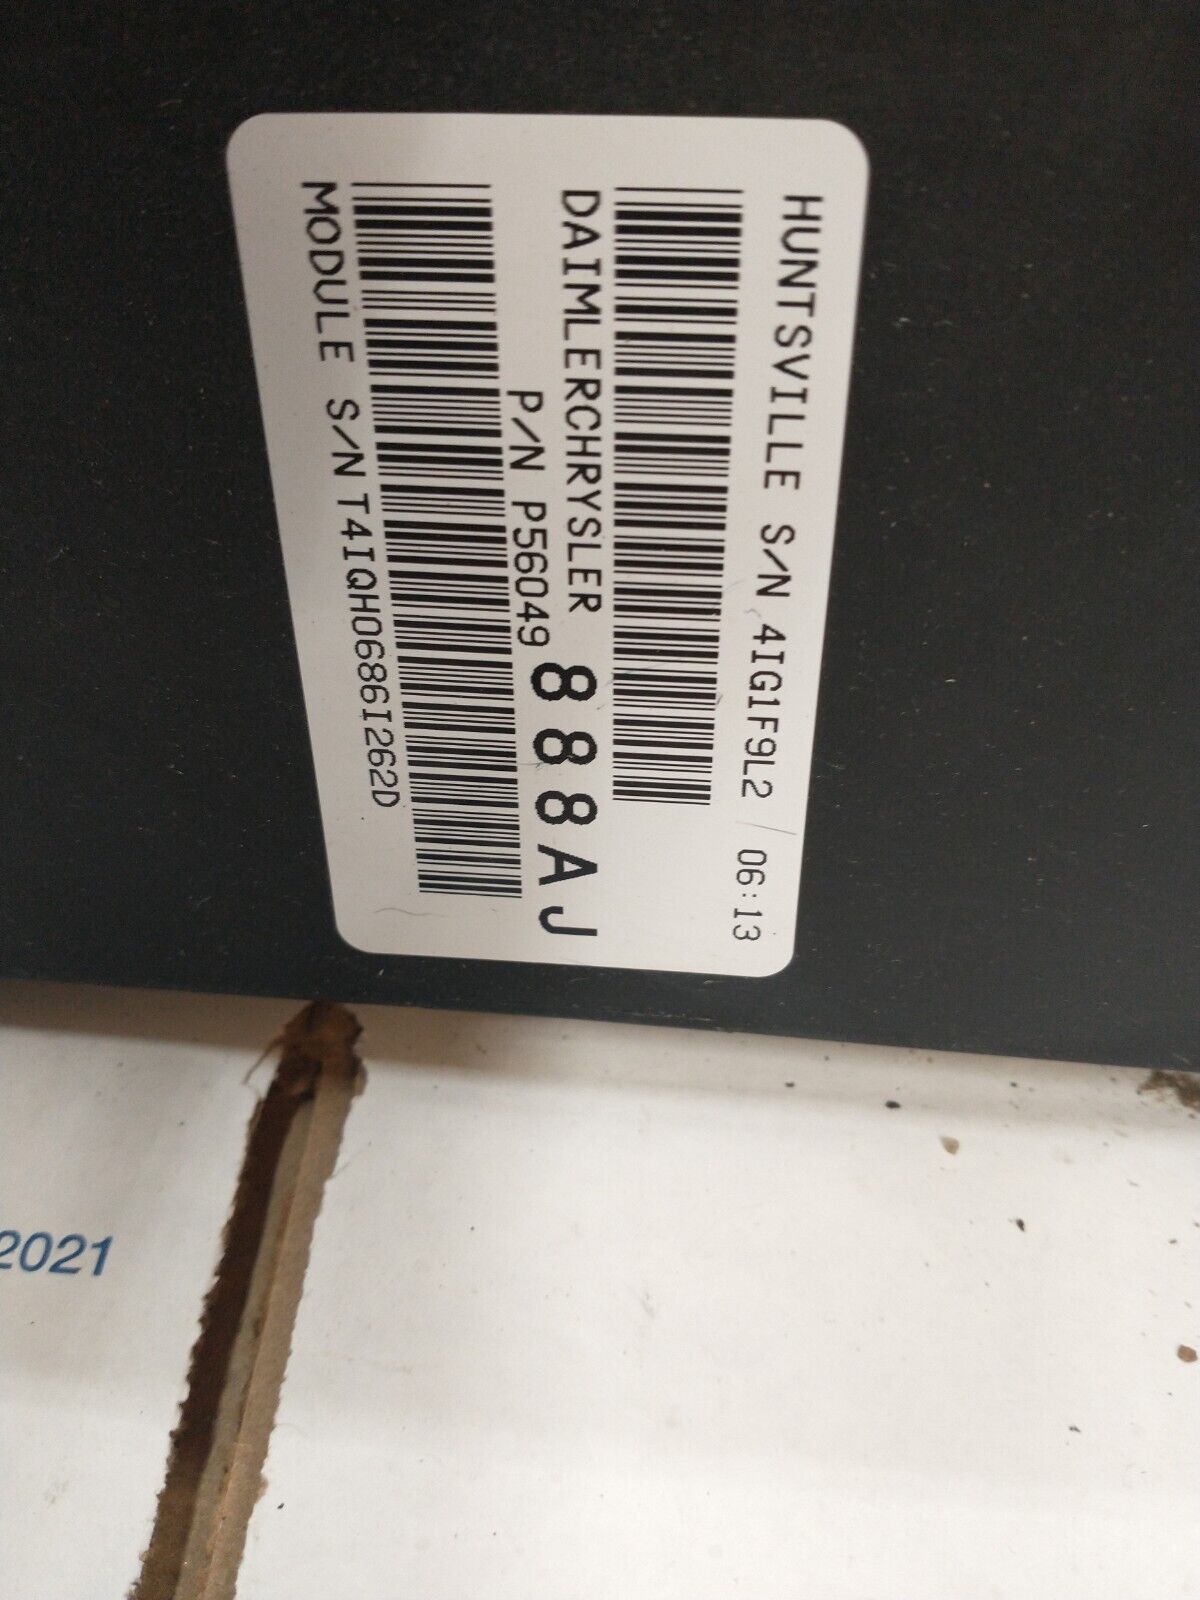 HUNTSVILLE S/N 4IG1F9L2 06:13
DAIMLERCHRYSLER
P/N P56049 888AJ
MODULE S/N T4IQH0686I262D
2021